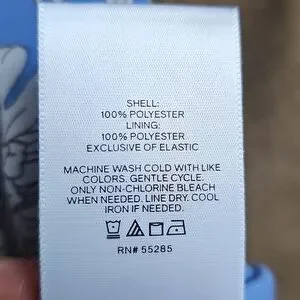 SHELL:
100% POLYESTER
LINING:
100% POLYESTER
EXCLUSIVE OF ELASTIC
MACHINE WASH COLD WITH LIKE
COLORS. GENTLE CYCLE.
ONLY NON-CHLORINE BLEACH
WHEN NEEDED. LINE DRY. COOL
IRON IF NEEDED.
RN# 55285